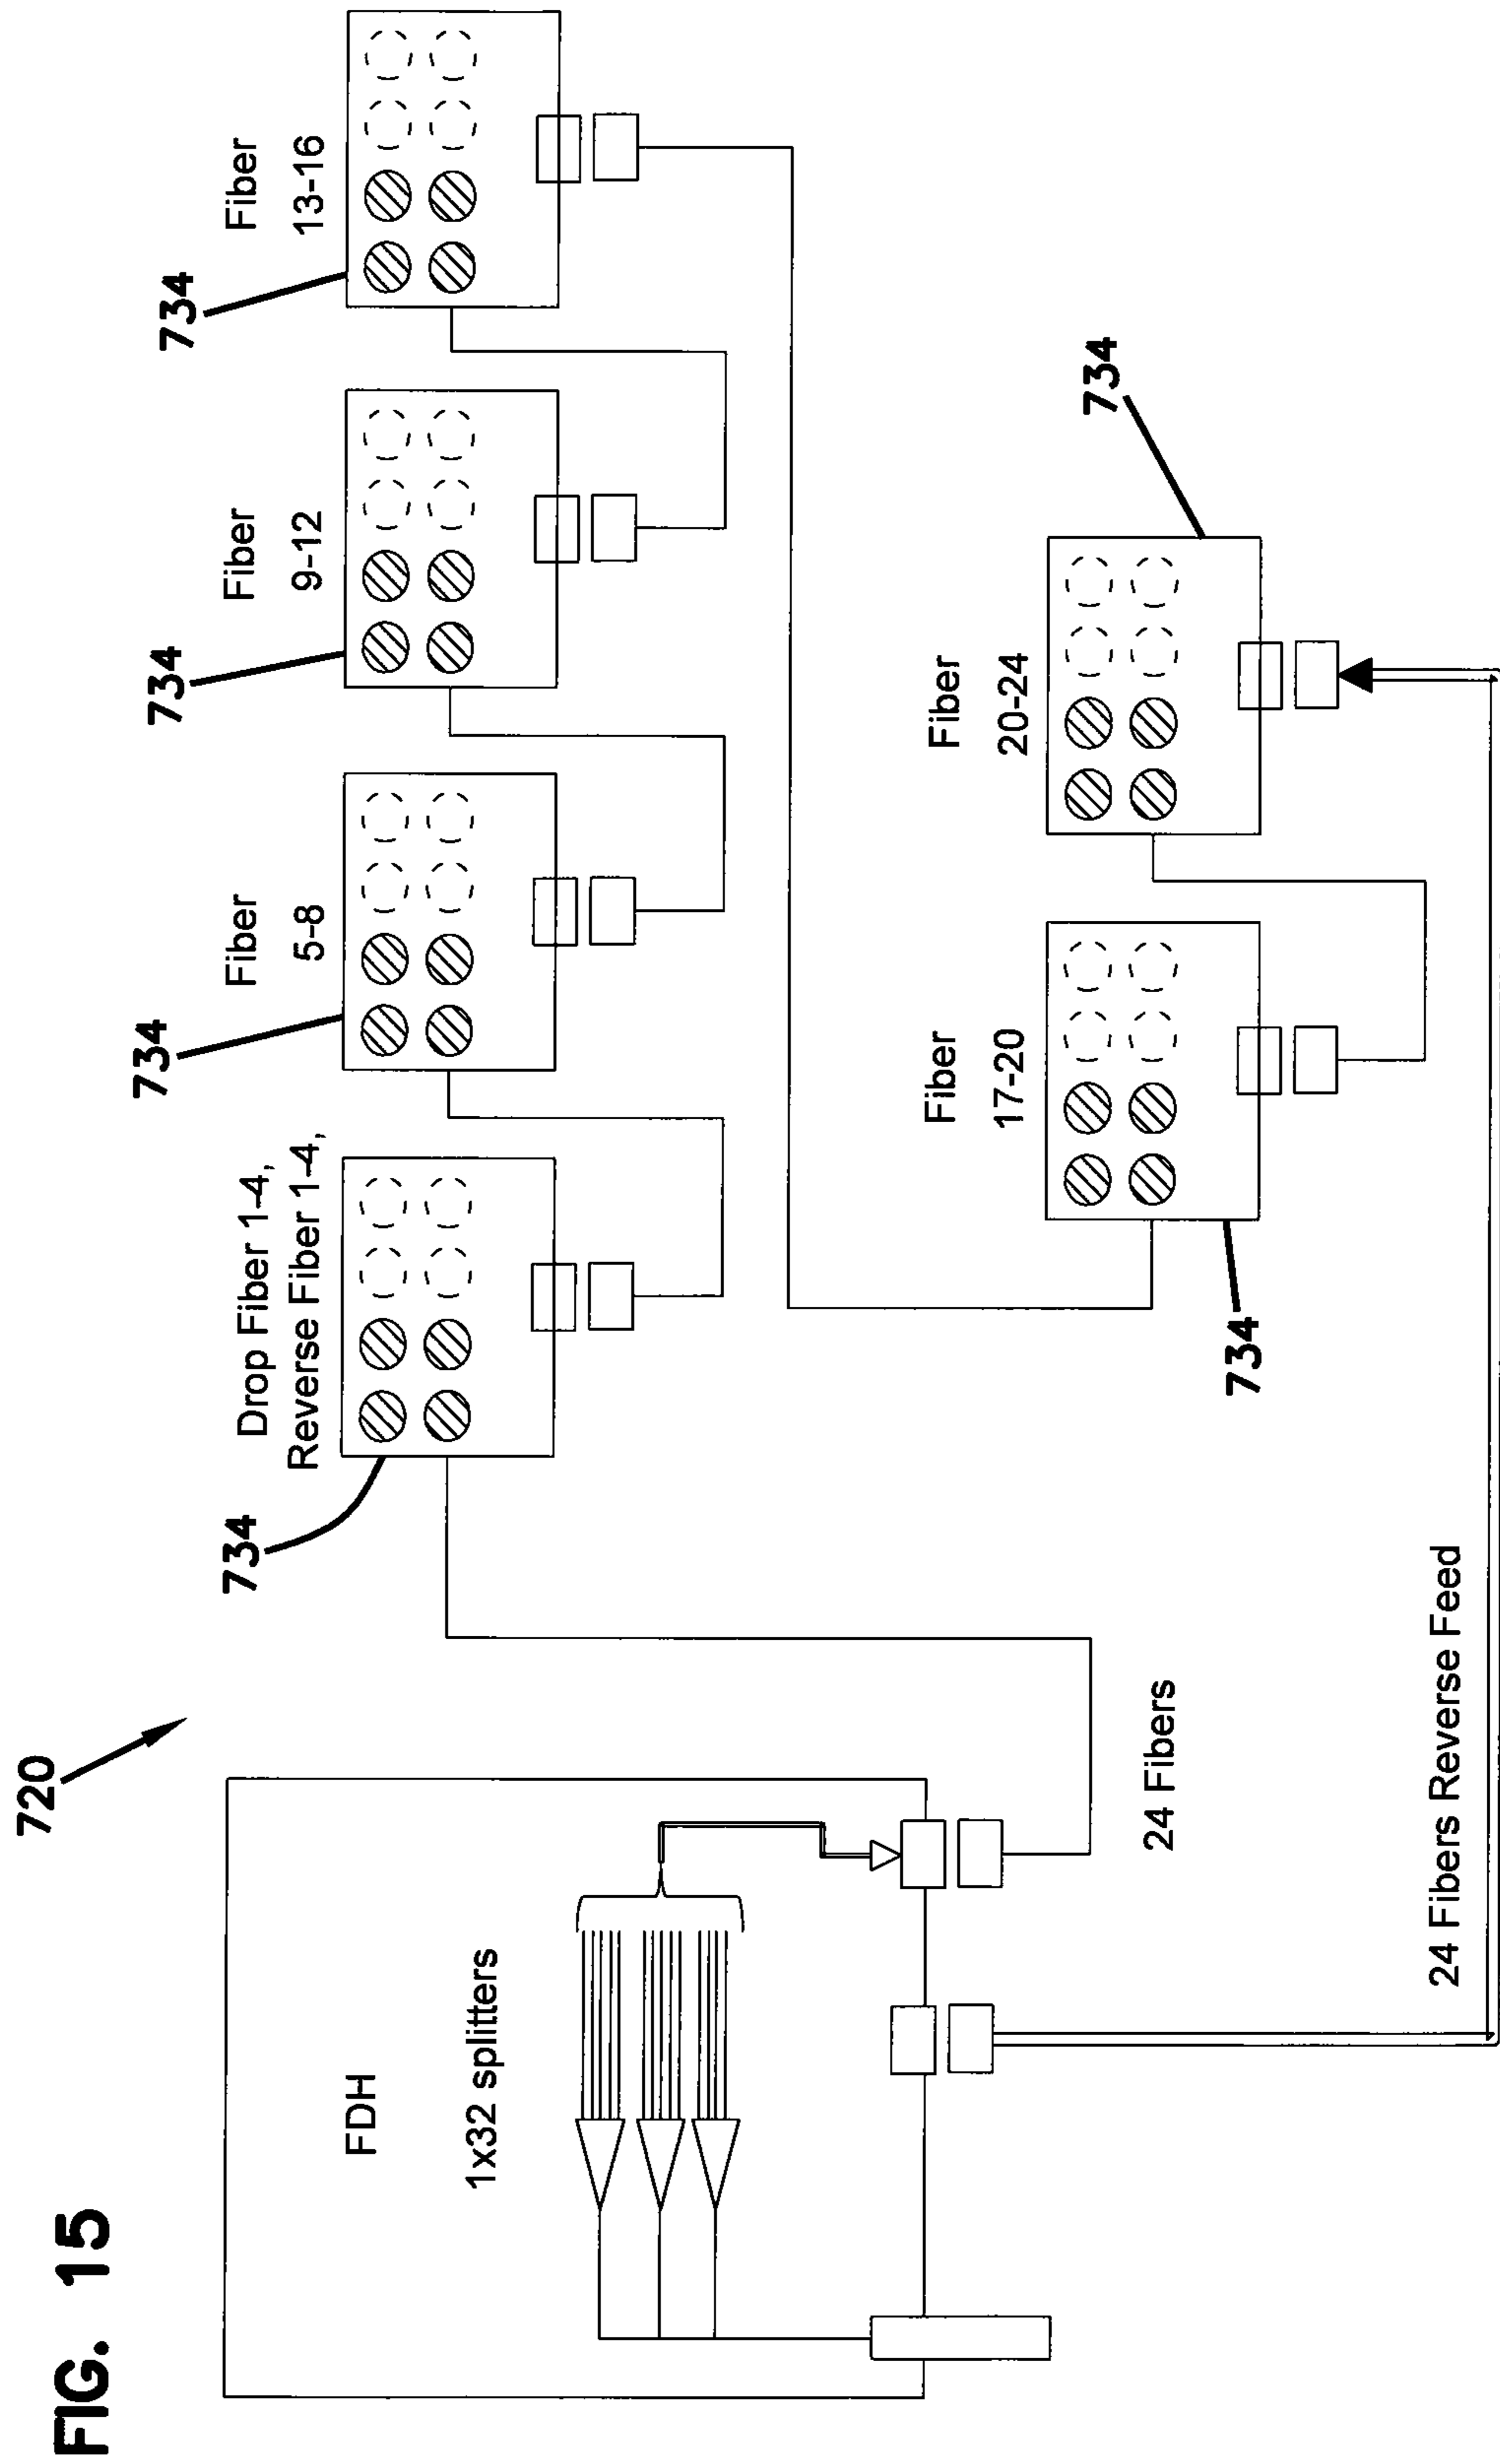 FIG. 15
720
FDH
1x32 splitters
24 Fibers
24 Fibers Reverse Feed
734
Drop Fiber 1-4,
Reverse Fiber 1-4,
734
Fiber
5-8
734
Fiber
9-12
734
Fiber
13-16
734
Fiber
17-20
734
Fiber
20-24